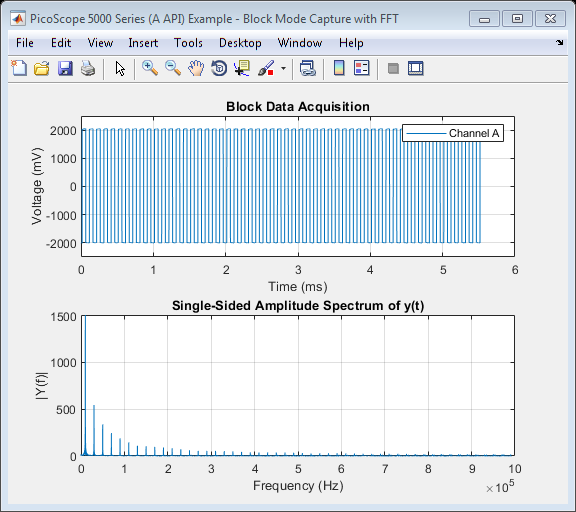 PicoScope 5000 Series (A API) Example - Block Mode Capture with FFT
File Edit View Insert Tools Desktop Window Help
Block Data Acquisition
Channel A
2000
1000
0
-1000
-2000
Voltage (mV)
0 1 2 3 4 5 6
Time (ms)
Single-Sided Amplitude Spectrum of y(t)
1500
1000
500
0
|Y(f)|
0 1 2 3 4 5 6 7 8 9 10
Frequency (Hz)
×10^5